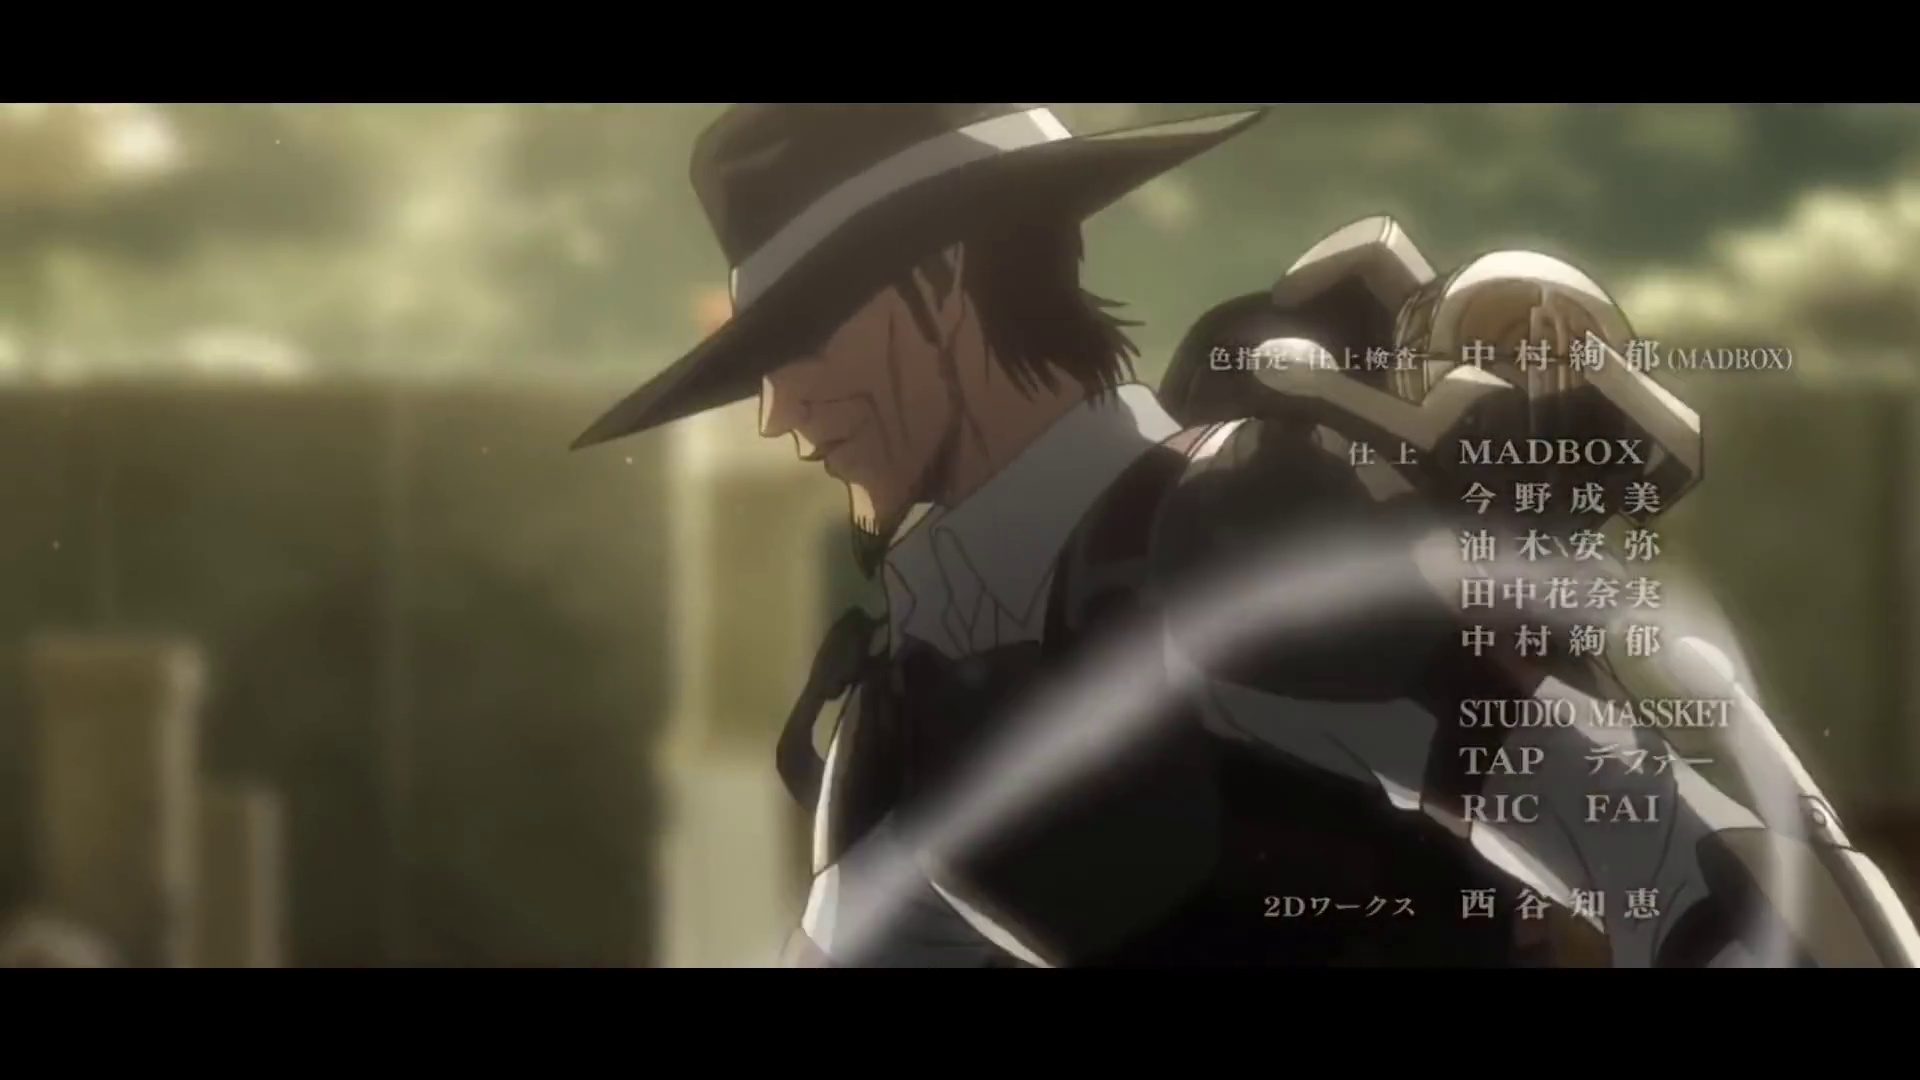 色指定・仕上検査 中村絢郁(MADBOX)
仕上 MADBOX
今野成美
油木安弥
田中花奈実
中村絢郁
STUDIO MASSKET
TAP デファー
RIC FAI
2Dワークス 西谷知恵